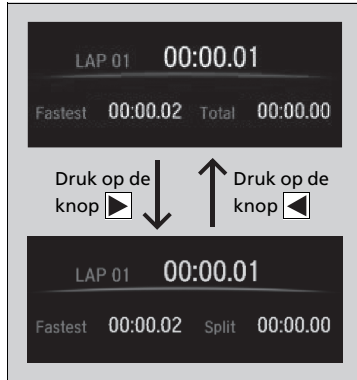 LAP 01 00:00.01
Fastest 00:00.02 Total 00:00.00
Druk op de
knop
Druk op de
knop
LAP 01 00:00.01
Fastest 00:00.02 Split 00:00.00